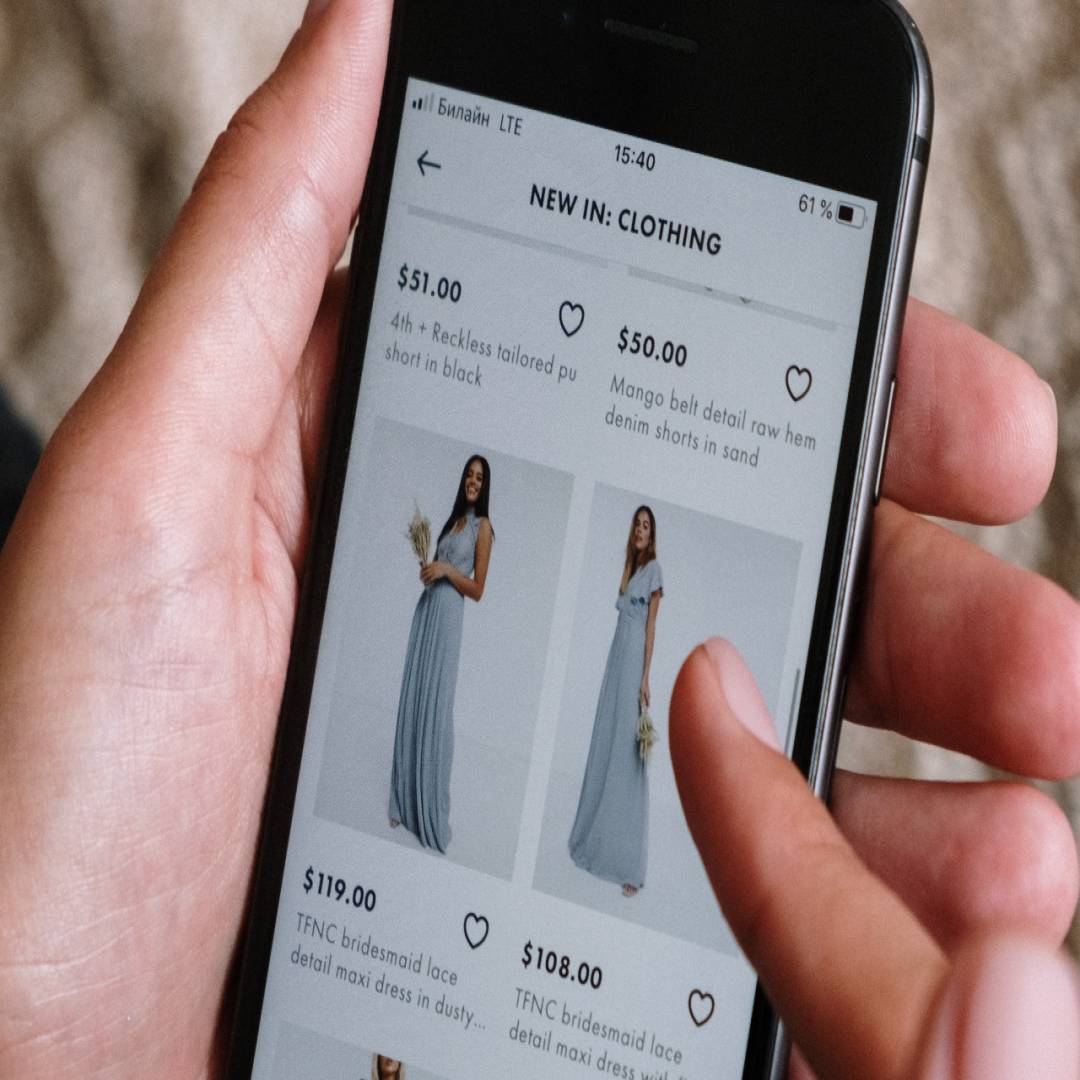 Билайн LTE
15:40
61 %
NEW IN: CLOTHING
$51.00
4th + Reckless tailored pu
short in black
$50.00
Mango belt detail raw hem
denim shorts in sand
$119.00
TFNC bridesmaid lace
detail maxi dress in dusty...
$108.00
TFNC bridesmaid lace
detail maxi dress with